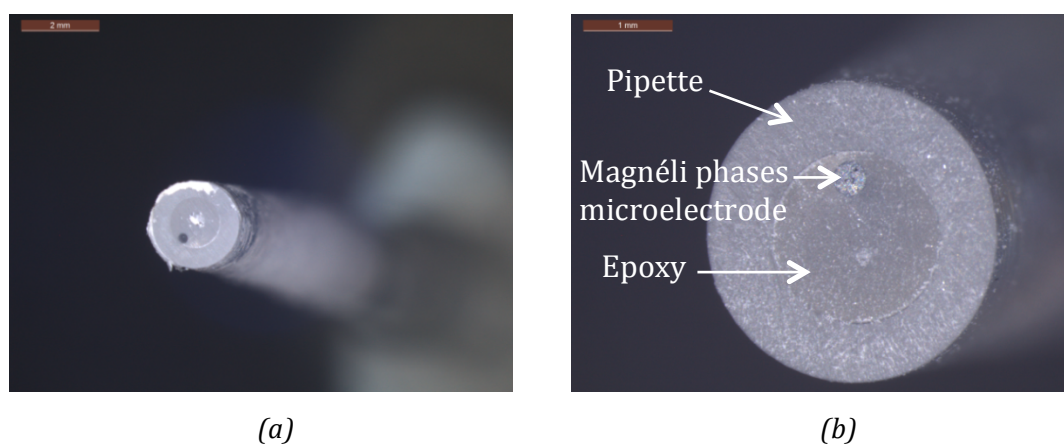 2 mm
1 mm
Pipette
Magnéli phases
microelectrode
Epoxy
(a)
(b)